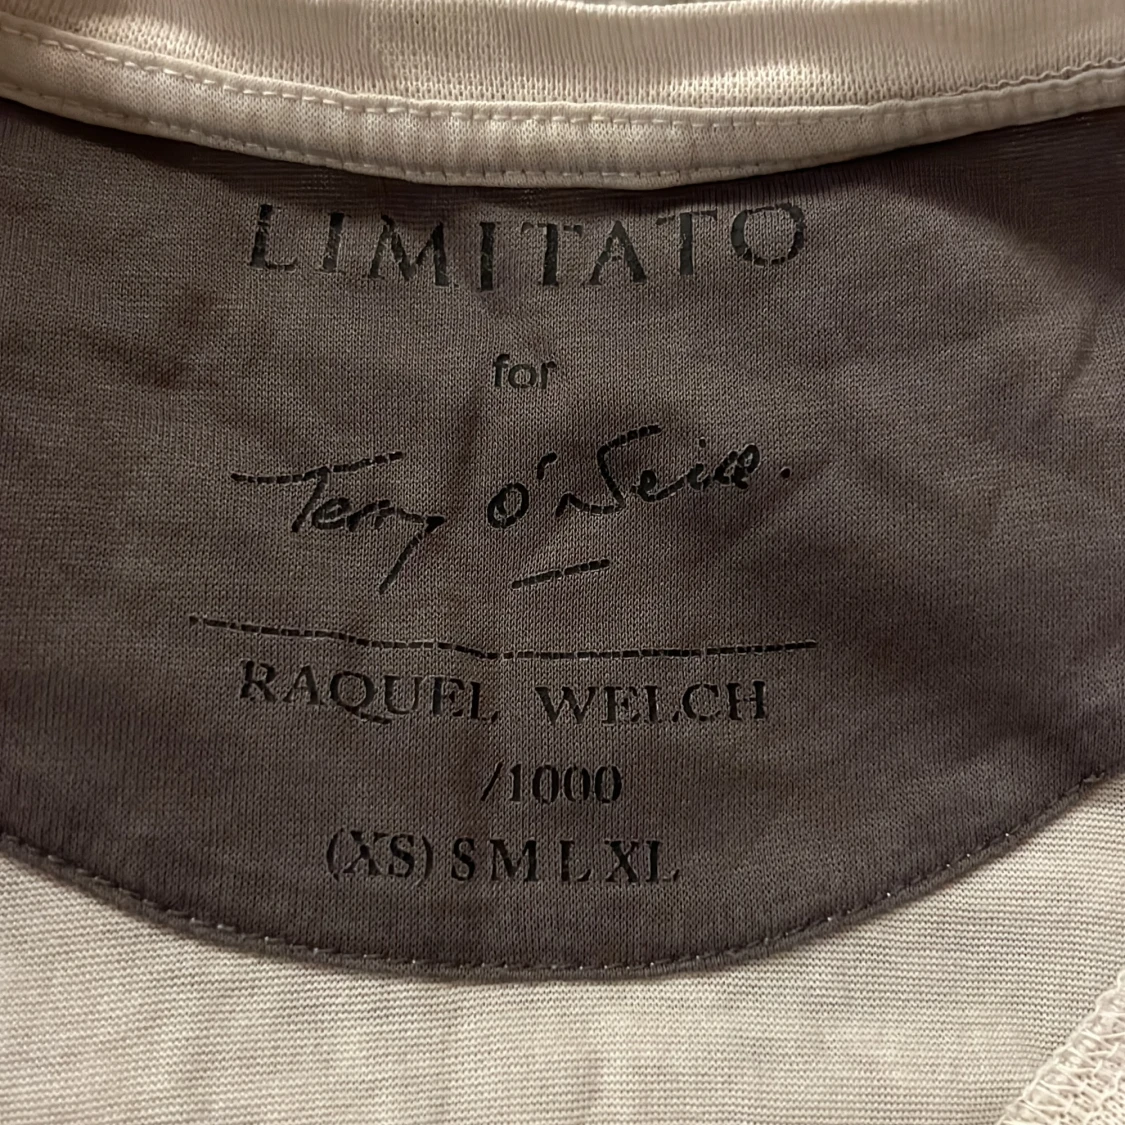 LIMITATO
for
Terry O'Neill.
RAQUEL WELCH
/1000
(XS) S M L XL